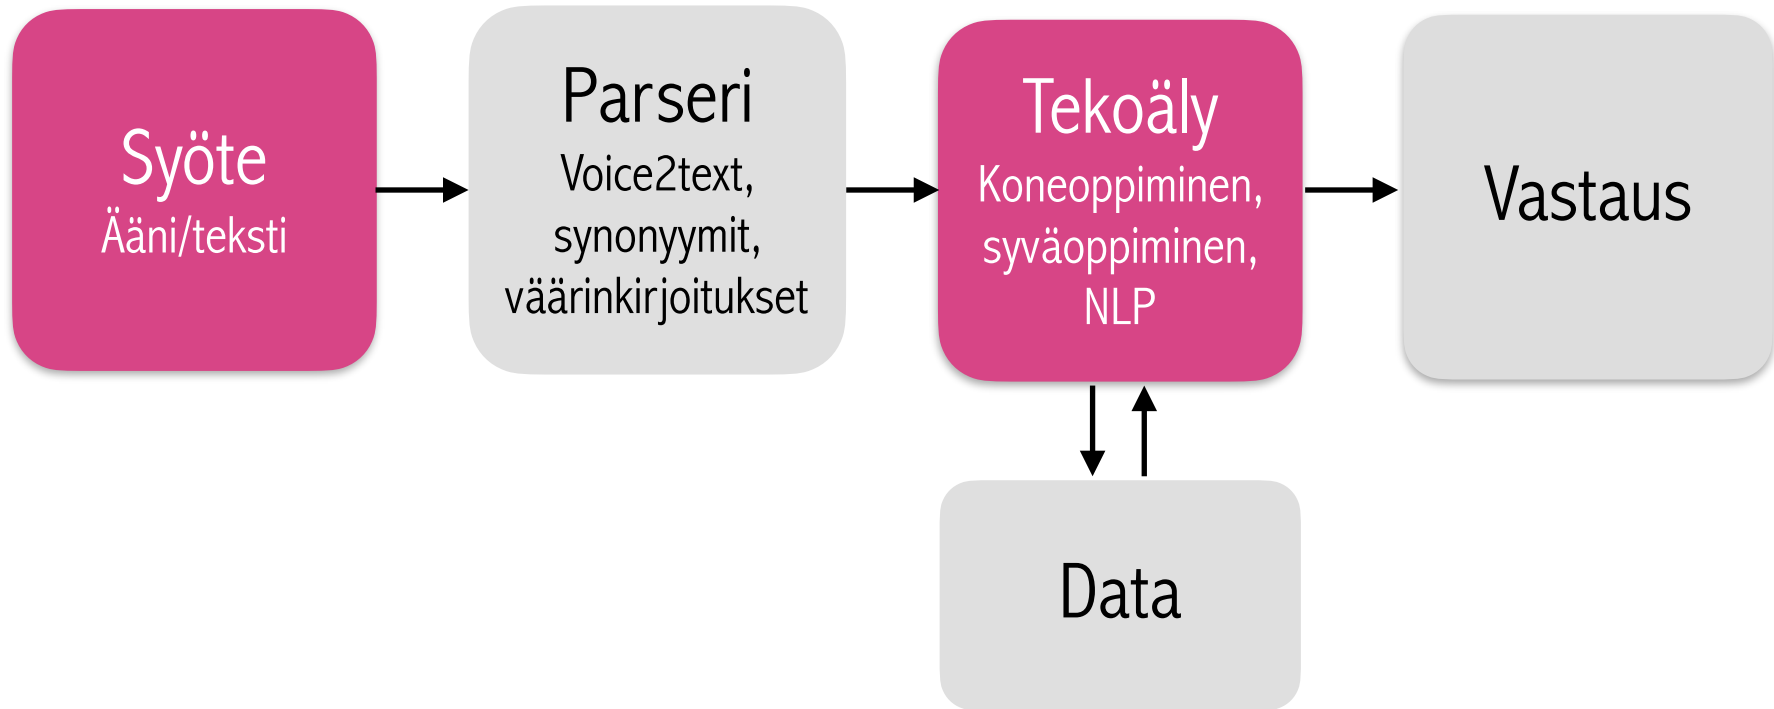 Syöte
Ääni/teksti
Parseri
Voice2text,
synonyymit,
väärinkirjoitukset
Tekoäly
Koneoppiminen,
syväoppiminen,
NLP
Vastaus
Data